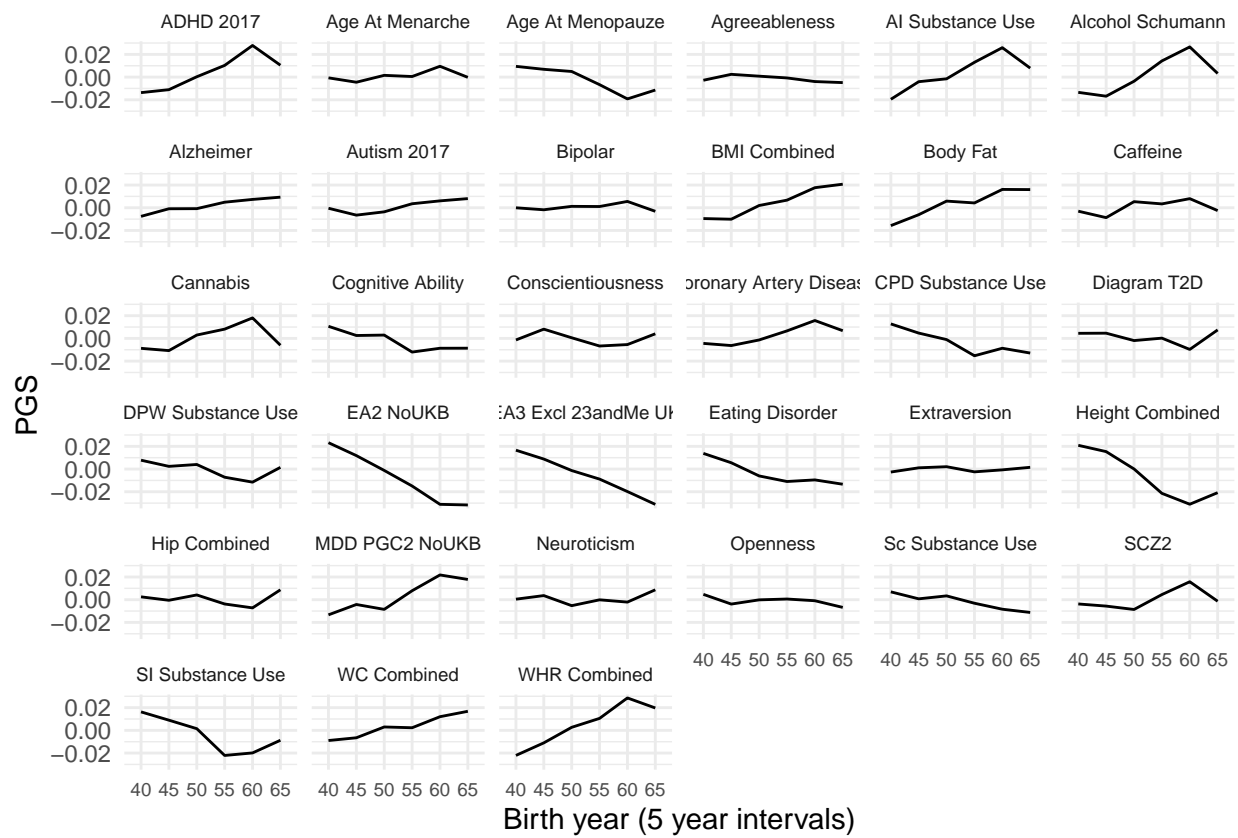 ADHD 2017 Age At Menarche Age At Menopauze Agreeableness AI Substance Use Alcohol Schumann
0.02
0.00
−0.02
Alzheimer Autism 2017 Bipolar BMI Combined Body Fat Caffeine
0.02
0.00
−0.02
Cannabis Cognitive Ability Conscientiousness oronary Artery Diseas CPD Substance Use Diagram T2D
0.02
0.00
−0.02
PGS
DPW Substance Use EA2 NoUKB EA3 Excl 23andMe UK Eating Disorder Extraversion Height Combined
0.02
0.00
−0.02
Hip Combined MDD PGC2 NoUKB Neuroticism Openness Sc Substance Use SCZ2
0.02
0.00
−0.02
40 45 50 55 60 65 40 45 50 55 60 65 40 45 50 55 60 65
SI Substance Use WC Combined WHR Combined
0.02
0.00
−0.02
40 45 50 55 60 65 40 45 50 55 60 65 40 45 50 55 60 65
Birth year (5 year intervals)